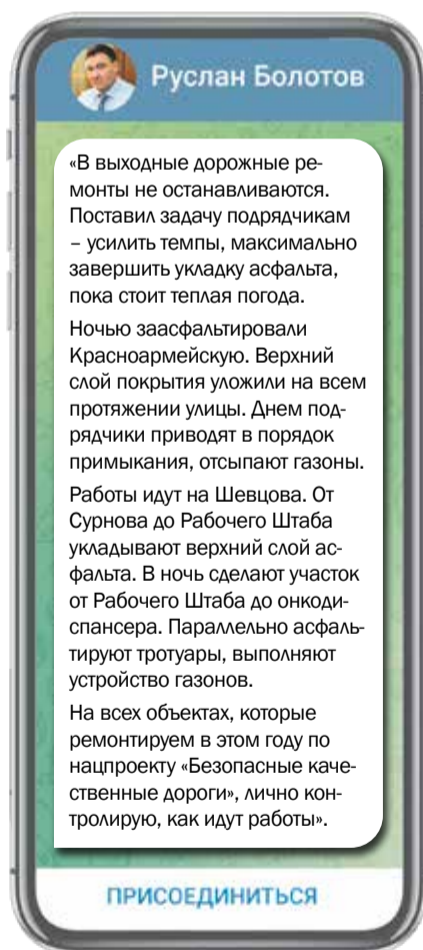 Руслан Болотов
«В выходные дорожные ре-
монты не останавливаются.
Поставил задачу подрядчикам
– усилить темпы, максимально
завершить укладку асфальта,
пока стоит теплая погода.
Ночью заасфальтировали
Красноармейскую. Верхний
слой покрытия уложили на всем
протяжении улицы. Днем под-
рядчики приводят в порядок
примыкания, отсыпают газоны.
Работы идут на Шевцова. От
Сурнова до Рабочего Штаба
укладывают верхний слой ас-
фальта. В ночь сделают участок
от Рабочего Штаба до онкоди-
спансера. Параллельно асфаль-
тируют тротуары, выполняют
устройство газонов.
На всех объектах, которые
ремонтируем в этом году по
нацпроекту «Безопасные каче-
ственные дороги», лично кон-
тролирую, как идут работы».
ПРИСОЕДИНИТЬСЯ